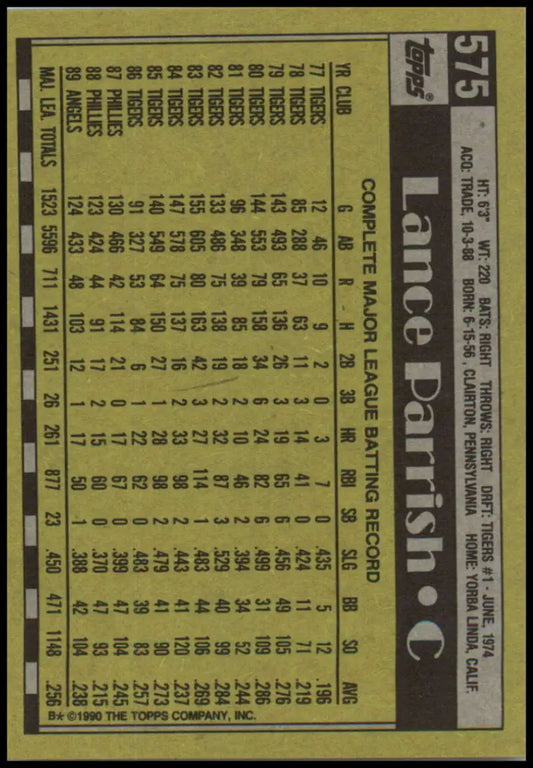 575
HT: 6'3" WT: 220 BATS: RIGHT THROWS: RIGHT DRFT: TIGERS #1 - JUNE, 1974
ACQ: TRADE, 10-3-88 BORN: 6-15-56, CLAIRTON, PENNSYLVANIA HOME: YORBA LINDA, CALIF.
TOPPS®
Lance Parrish • C
COMPLETE MAJOR LEAGUE BATTING RECORD
YR CLUB G AB R H 2B 3B HR RBI SB SLG BB SO AVG
77 TIGERS 12 46 10 9 2 0 3 7 0 .435 5 12 .196
78 TIGERS 85 288 37 63 11 3 14 41 0 .424 11 71 .219
79 TIGERS 143 493 65 136 26 3 19 65 6 .456 49 105 .276
80 TIGERS 144 553 79 158 34 6 24 82 6 .499 31 109 .286
81 TIGERS 96 348 39 85 18 2 10 46 2 .394 34 52 .244
82 TIGERS 133 486 75 138 19 2 32 87 3 .529 40 99 .284
83 TIGERS 155 605 80 163 42 3 27 114 1 .483 44 106 .269
84 TIGERS 147 578 75 137 16 2 33 98 2 .443 41 120 .237
85 TIGERS 140 549 64 150 27 1 28 98 2 .479 41 90 .273
86 TIGERS 91 327 53 84 6 1 22 62 0 .483 39 83 .257
87 PHILLIES 130 466 42 114 21 0 17 67 0 .399 47 104 .245
88 PHILLIES 123 424 44 91 17 2 15 60 0 .370 47 93 .215
89 ANGELS 124 433 48 103 12 1 17 50 1 .388 42 104 .238
MAJ. LEA. TOTALS 1523 5596 711 1431 251 26 261 877 23 .450 471 1148 .256
B* ©1990 THE TOPPS COMPANY, INC.